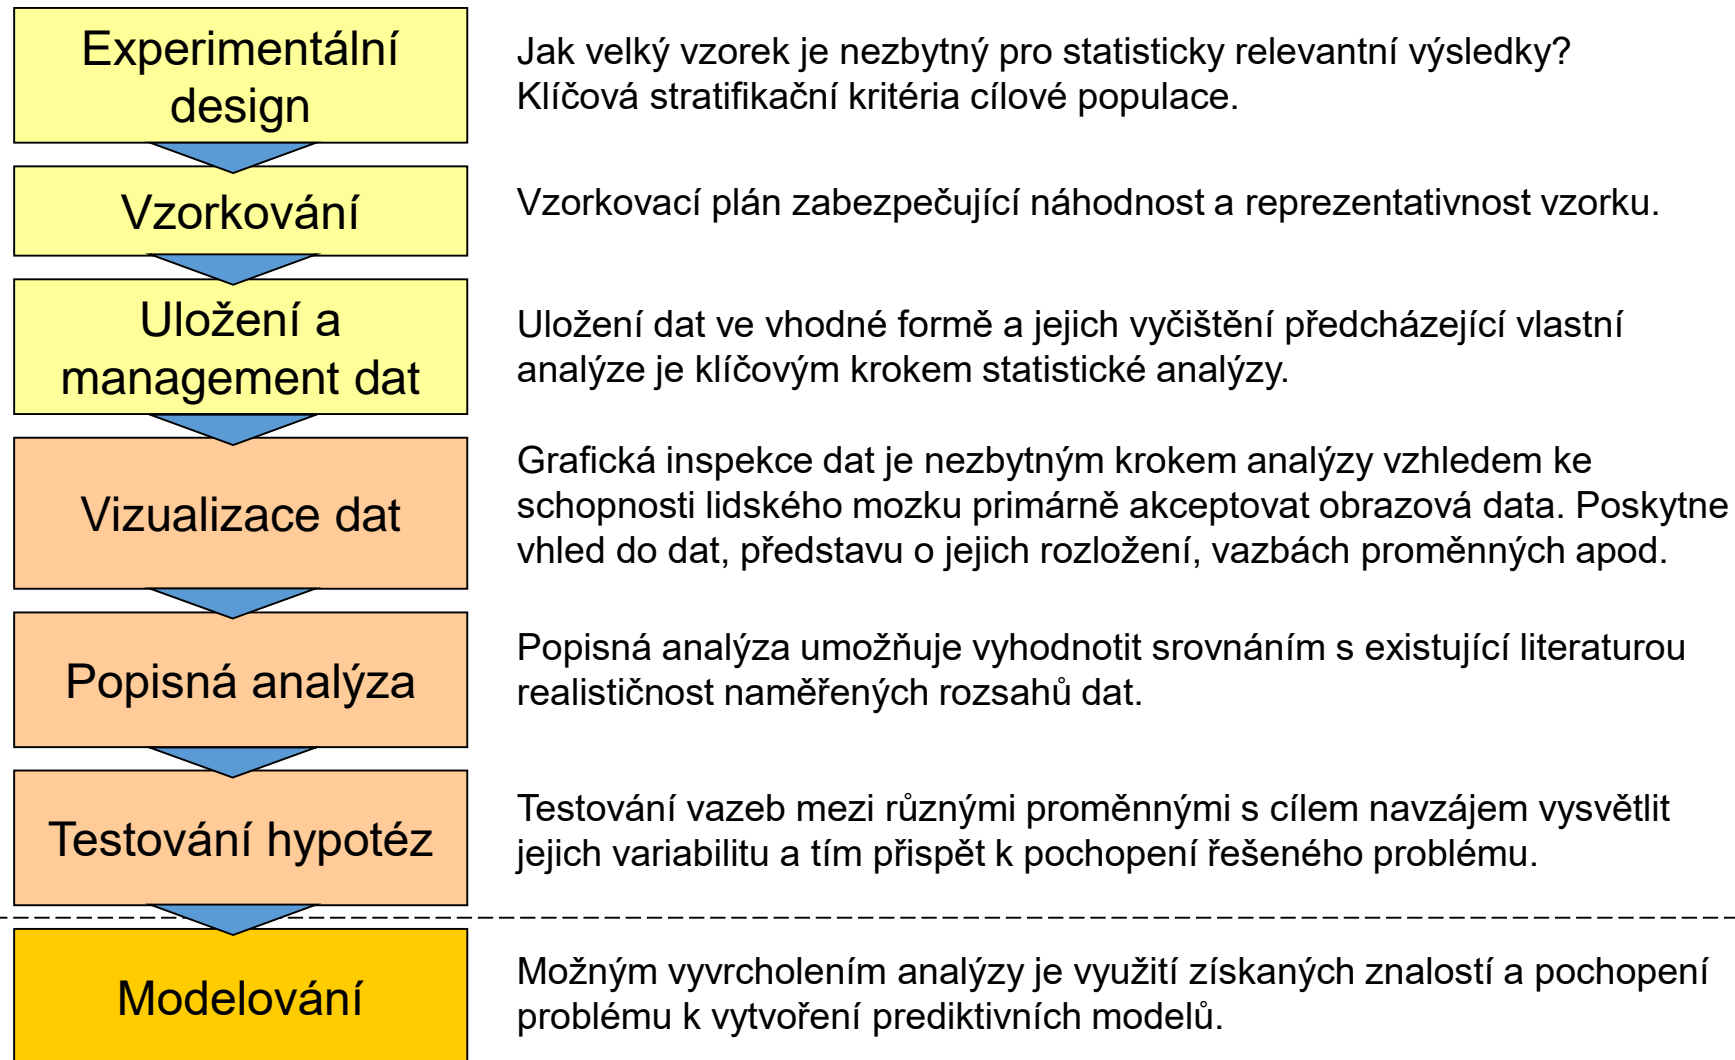 Experimentální
design
Jak velký vzorek je nezbytný pro statisticky relevantní výsledky?
Klíčová stratifikační kritéria cílové populace.
Vzorkování
Vzorkovací plán zabezpečující náhodnost a reprezentativnost vzorku.
Uložení a
management dat
Uložení dat ve vhodné formě a jejich vyčištění předcházející vlastní
analýze je klíčovým krokem statistické analýzy.
Vizualizace dat
Grafická inspekce dat je nezbytným krokem analýzy vzhledem ke
schopnosti lidského mozku primárně akceptovat obrazová data. Poskytne
vhled do dat, představu o jejich rozložení, vazbách proměnných apod.
Popisná analýza
Popisná analýza umožňuje vyhodnotit srovnáním s existující literaturou
realističnost naměřených rozsahů dat.
Testování hypotéz
Testování vazeb mezi různými proměnnými s cílem navzájem vysvětlit
jejich variabilitu a tím přispět k pochopení řešeného problému.
Modelování
Možným vyvrcholením analýzy je využití získaných znalostí a pochopení
problému k vytvoření prediktivních modelů.